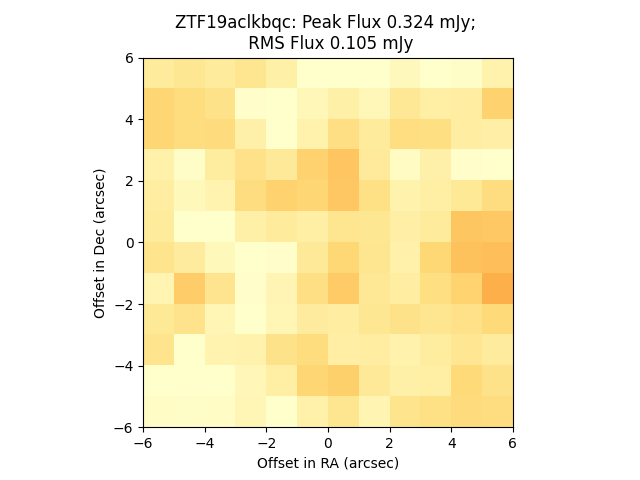 ZTF19aclkbqc: Peak Flux 0.324 mJy;
RMS Flux 0.105 mJy
6
4
2
0
−2
−4
−6
Offset in Dec (arcsec)
−6 −4 −2 0 2 4 6
Offset in RA (arcsec)